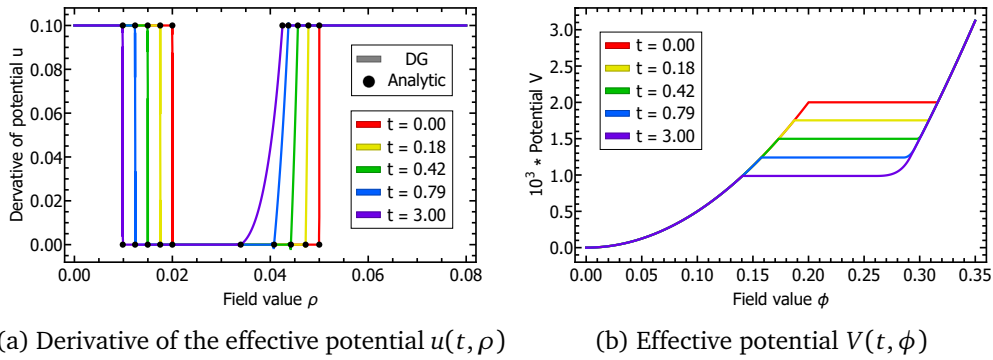 Dervative of potential u
0.10
0.08
0.06
0.04
0.02
0.00
DG
Analytic
t = 0.00
t = 0.18
t = 0.42
t = 0.79
t = 3.00
0.00 0.02 0.04 0.06 0.08
Field value ρ
10³ * Potential V
3.0
2.5
2.0
1.5
1.0
0.5
0.0
t = 0.00
t = 0.18
t = 0.42
t = 0.79
t = 3.00
0.00 0.05 0.10 0.15 0.20 0.25 0.30 0.35
Field value ϕ
(a) Derivative of the effective potential u(t, ρ)
(b) Effective potential V(t, ϕ)